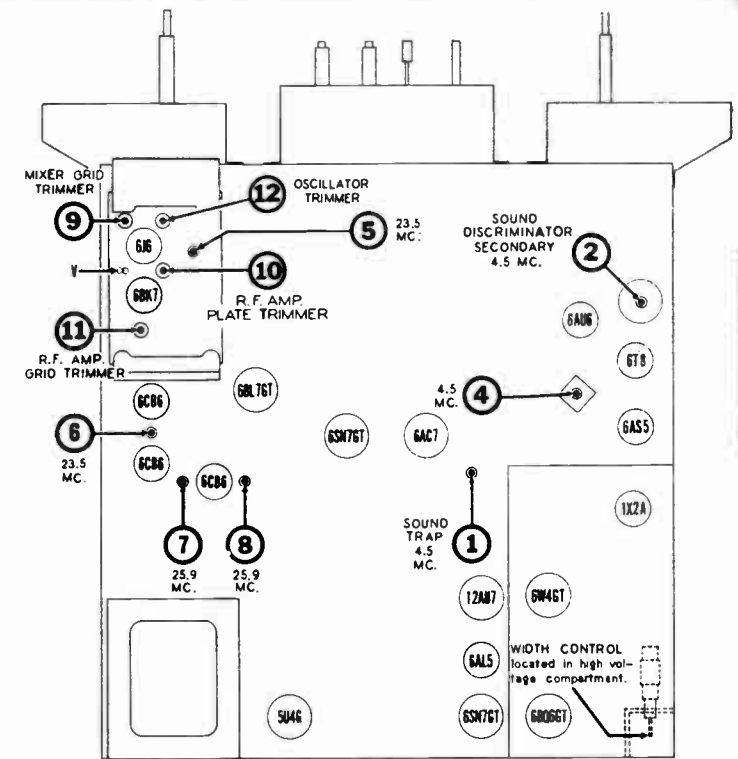 MIXER GRID
TRIMMER
9
12
OSCILLATOR
TRIMMER
5
23.5
MC.
SOUND
DISCRIMINATOR
SECONDARY
4.5 MC.
2
6J6
V
10
R.F. AMP.
PLATE TRIMMER
6BK7
11
R.F. AMP.
GRID TRIMMER
6AU6
6T8
6CB6
6BL7GT
4.5
MC.
4
6SN7GT
6AC7
6AS5
6
23.5
MC.
6CB6
6CB6
7
25.9
MC.
8
25.9
MC.
SOUND
TRAP
4.5
MC.
1
1X2A
12AU7
6W4GT
6AL5
WIDTH CONTROL
located in high vol-
tage compartment.
5U4G
6SN7GT
6BQ6GT